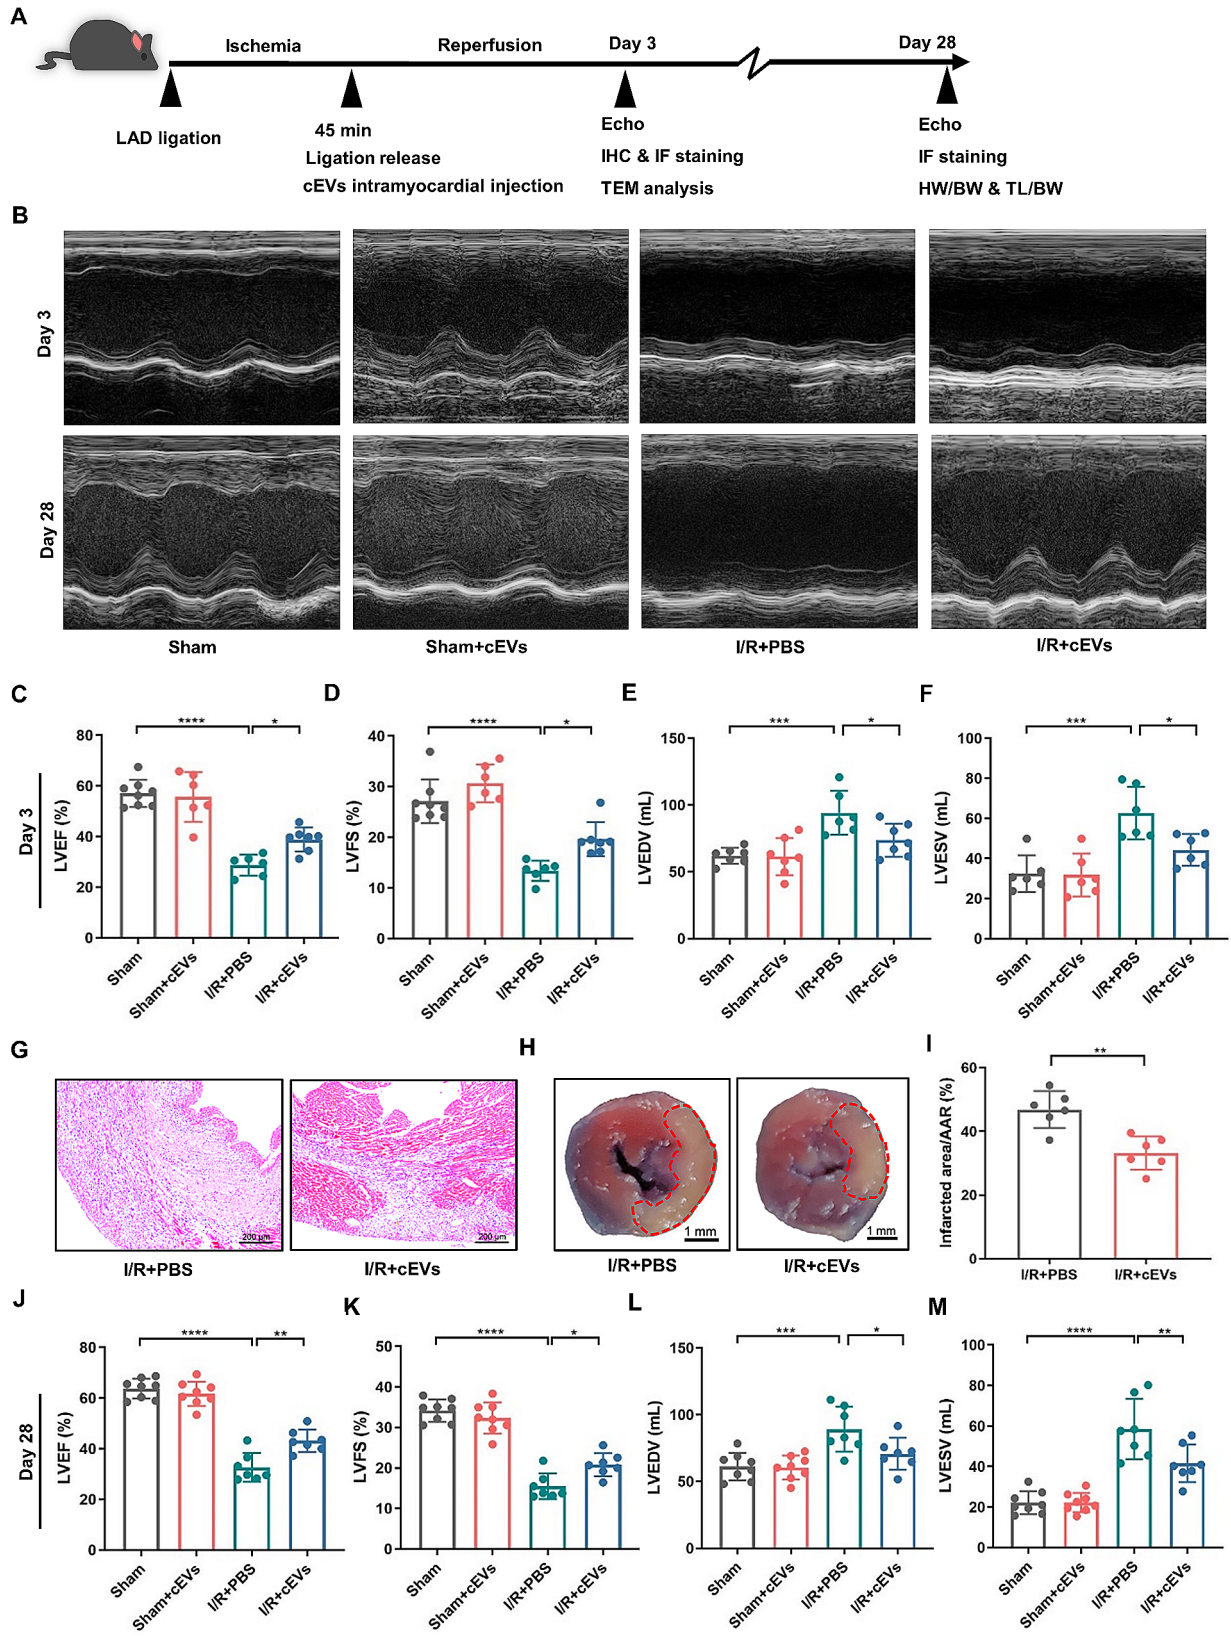 A
Ischemia
Reperfusion
Day 3
Day 28
LAD ligation
45 min
Ligation release
cEVs intramyocardial injection
Echo
IHC & IF staining
TEM analysis
Echo
IF staining
HW/BW & TL/BW
B
Day 3
Day 28
Sham
Sham+cEVs
I/R+PBS
I/R+cEVs
Day 3
C
LVEF (%)
80
60
40
20
0
****
*
Sham
Sham+cEVs
I/R+PBS
I/R+cEVs
D
LVFS (%)
40
30
20
10
0
****
*
Sham
Sham+cEVs
I/R+PBS
I/R+cEVs
E
LVEDV (mL)
150
100
50
0
***
*
Sham
Sham+cEVs
I/R+PBS
I/R+cEVs
F
LVESV (mL)
100
80
60
40
20
0
***
*
Sham
Sham+cEVs
I/R+PBS
I/R+cEVs
G
200 μm
200 μm
I/R+PBS
I/R+cEVs
H
1 mm
1 mm
I/R+PBS
I/R+cEVs
I
Infarcted area/AAR (%)
60
40
20
0
**
I/R+PBS
I/R+cEVs
Day 28
J
LVEF (%)
80
60
40
20
0
****
**
Sham
Sham+cEVs
I/R+PBS
I/R+cEVs
K
LVFS (%)
50
40
30
20
10
0
****
*
Sham
Sham+cEVs
I/R+PBS
I/R+cEVs
L
LVEDV (mL)
150
100
50
0
***
*
Sham
Sham+cEVs
I/R+PBS
I/R+cEVs
M
LVESV (mL)
100
80
60
40
20
0
****
**
Sham
Sham+cEVs
I/R+PBS
I/R+cEVs